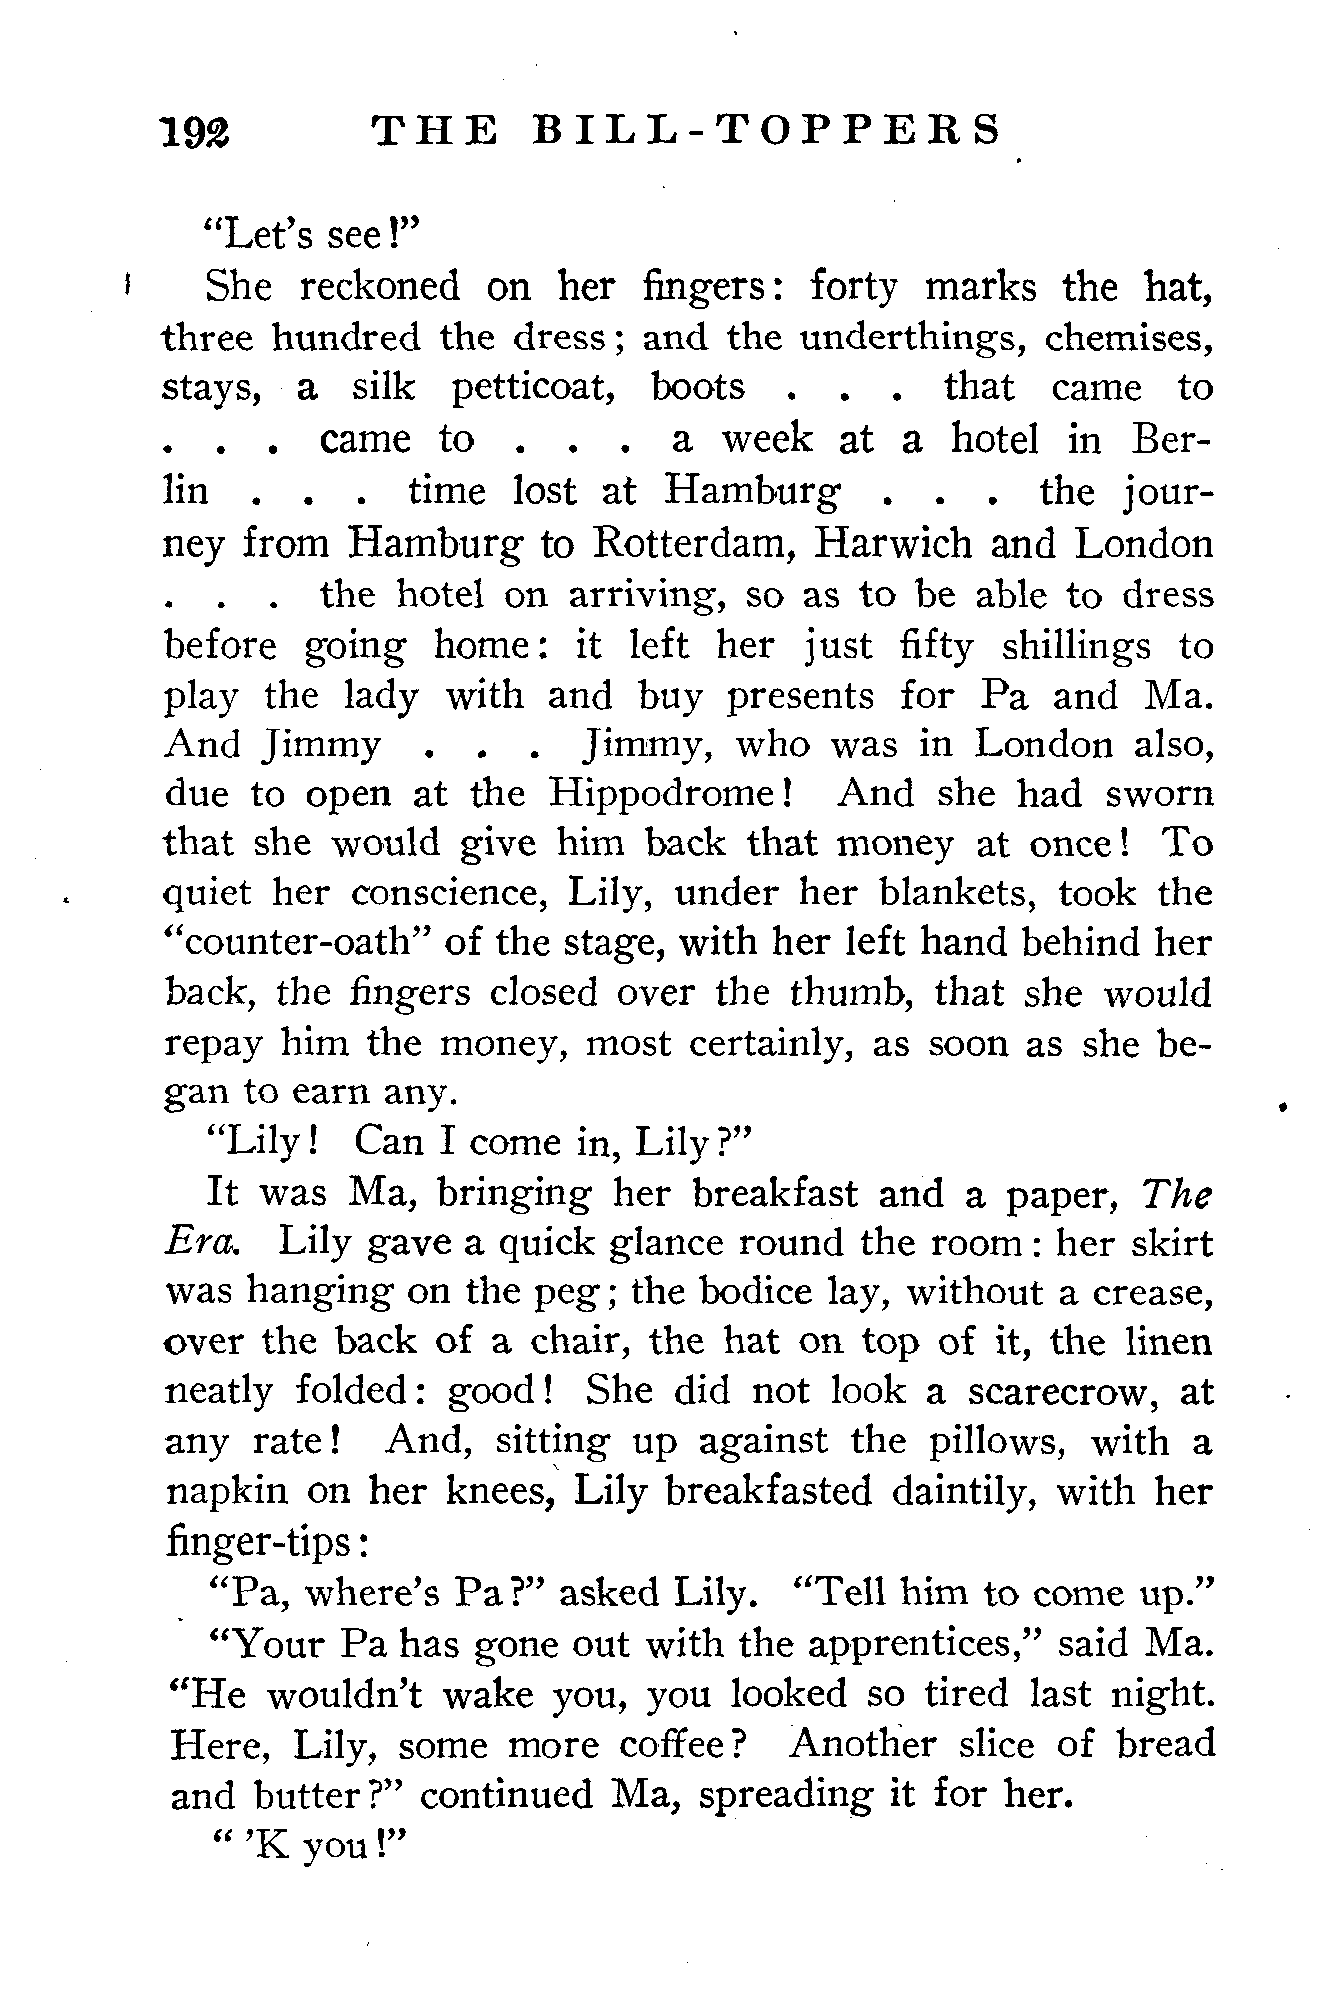 192 THE BILL-TOPPERS
"Let's see!"
She reckoned on her fingers: forty marks the hat,
three hundred the dress; and the underthings, chemises,
stays, a silk petticoat, boots . . . that came to
. . . came to . . . a week at a hotel in Ber-
lin . . . time lost at Hamburg . . . the jour-
ney from Hamburg to Rotterdam, Harwich and London
. . . the hotel on arriving, so as to be able to dress
before going home: it left her just fifty shillings to
play the lady with and buy presents for Pa and Ma.
And Jimmy . . . Jimmy, who was in London also,
due to open at the Hippodrome! And she had sworn
that she would give him back that money at once! To
quiet her conscience, Lily, under her blankets, took the
"counter-oath" of the stage, with her left hand behind her
back, the fingers closed over the thumb, that she would
repay him the money, most certainly, as soon as she be-
gan to earn any.
"Lily! Can I come in, Lily?"
It was Ma, bringing her breakfast and a paper, The
Era. Lily gave a quick glance round the room: her skirt
was hanging on the peg; the bodice lay, without a crease,
over the back of a chair, the hat on top of it, the linen
neatly folded: good! She did not look a scarecrow, at
any rate! And, sitting up against the pillows, with a
napkin on her knees, Lily breakfasted daintily, with her
finger-tips:
"Pa, where's Pa?" asked Lily. "Tell him to come up."
"Your Pa has gone out with the apprentices," said Ma.
"He wouldn't wake you, you looked so tired last night.
Here, Lily, some more coffee? Another slice of bread
and butter?" continued Ma, spreading it for her.
" 'K you!"